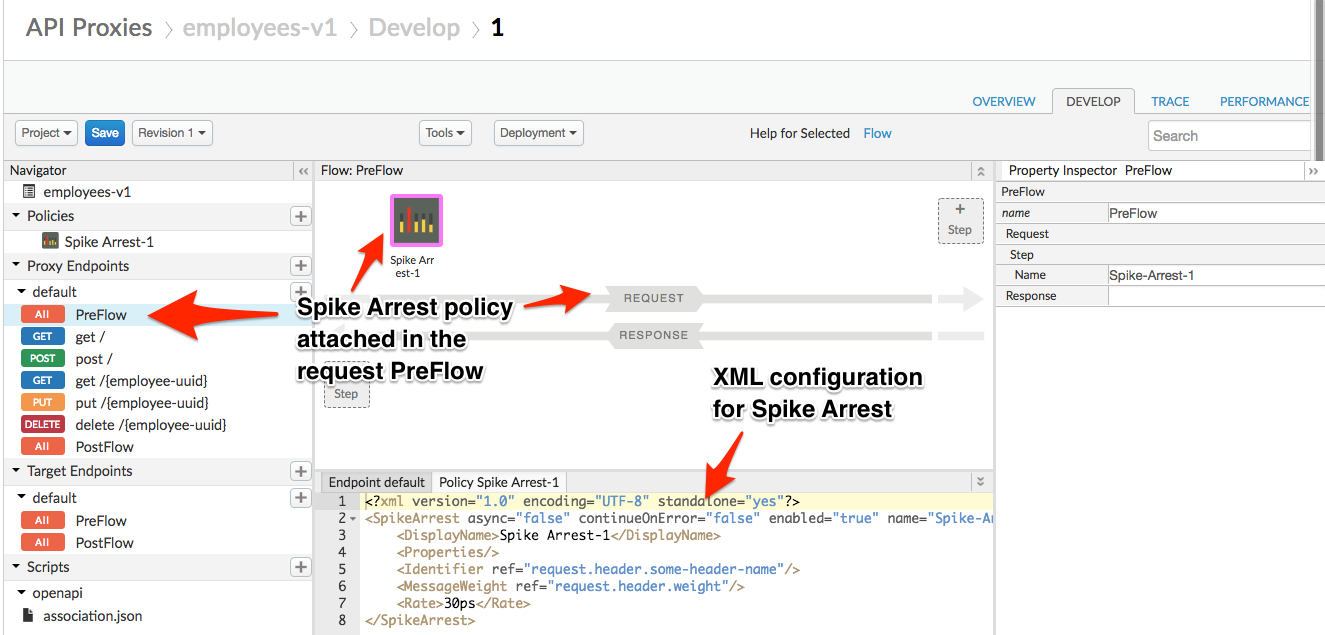 API Proxies > employees-v1 > Develop > 1
OVERVIEW DEVELOP TRACE PERFORMANCE
Project Save Revision 1 Tools Deployment Help for Selected Flow Search
Navigator
employees-v1
Policies
Spike Arrest-1
Proxy Endpoints
default
All PreFlow
GET get /
POST post /
GET get /{employee-uuid}
PUT put /{employee-uuid}
DELETE delete /{employee-uuid}
All PostFlow
Target Endpoints
default
All PreFlow
All PostFlow
Scripts
openapi
association.json
Flow: PreFlow
+
Step
Spike Arr
est-1
REQUEST
RESPONSE
Step
Spike Arrest policy
attached in the
request PreFlow
XML configuration
for Spike Arrest
Endpoint default Policy Spike Arrest-1
1 <?xml version="1.0" encoding="UTF-8" standalone="yes"?>
2 <SpikeArrest async="false" continueOnError="false" enabled="true" name="Spike-Ar
3 <DisplayName>Spike Arrest-1</DisplayName>
4 <Properties/>
5 <Identifier ref="request.header.some-header-name"/>
6 <MessageWeight ref="request.header.weight"/>
7 <Rate>30ps</Rate>
8 </SpikeArrest>
Property Inspector PreFlow
PreFlow
name PreFlow
Request
Step
Name Spike-Arrest-1
Response